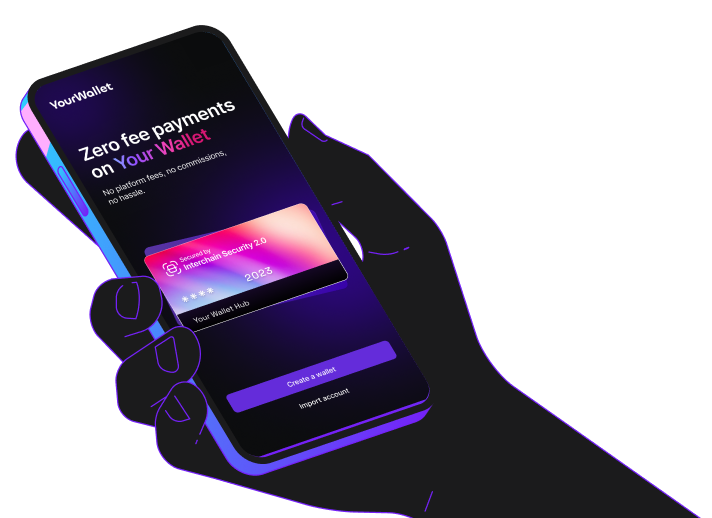 YourWallet
Zero fee payments
on Your Wallet
No platform fees, no commissions,
no hassle.
Secured by
Interchain Security 2.0
**** 2023
Your Wallet Hub
Create a wallet
Import account